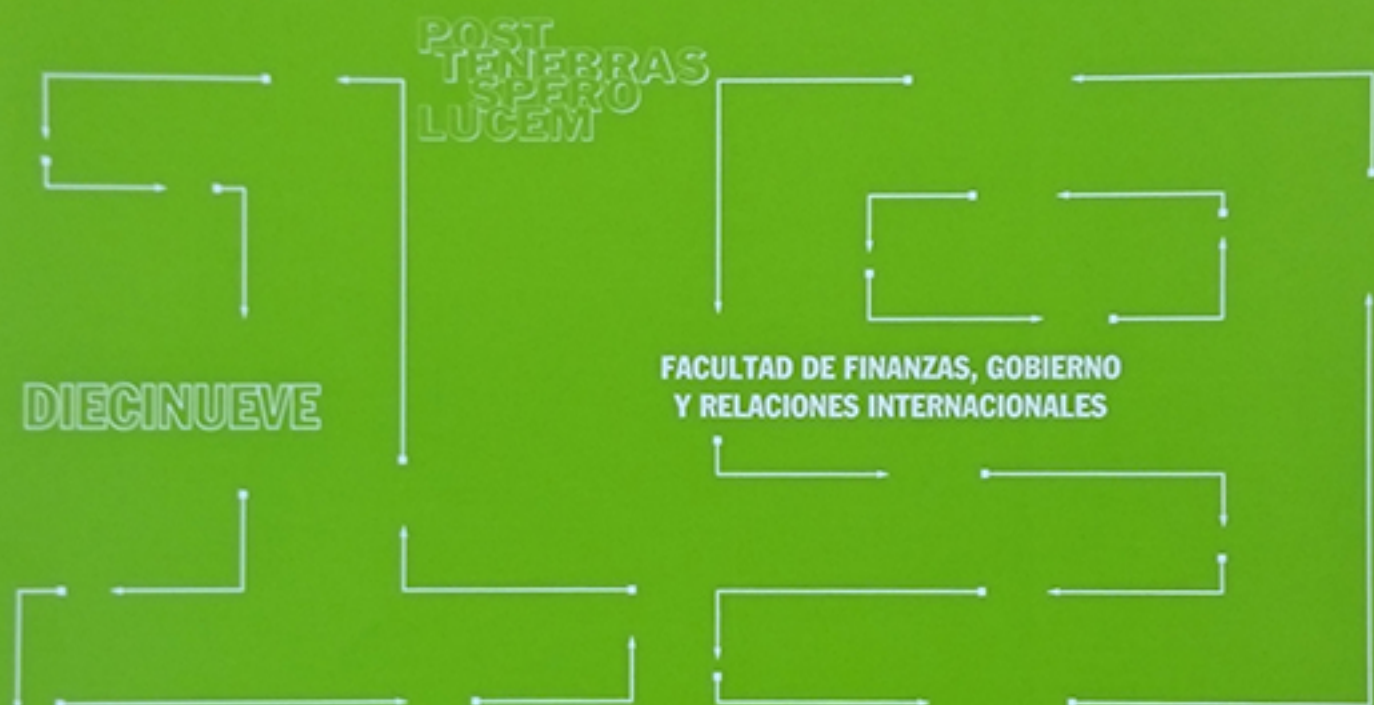 POST
TENEBRAS
SPERO
LUCEM
DIECINUEVE
FACULTAD DE FINANZAS, GOBIERNO
Y RELACIONES INTERNACIONALES